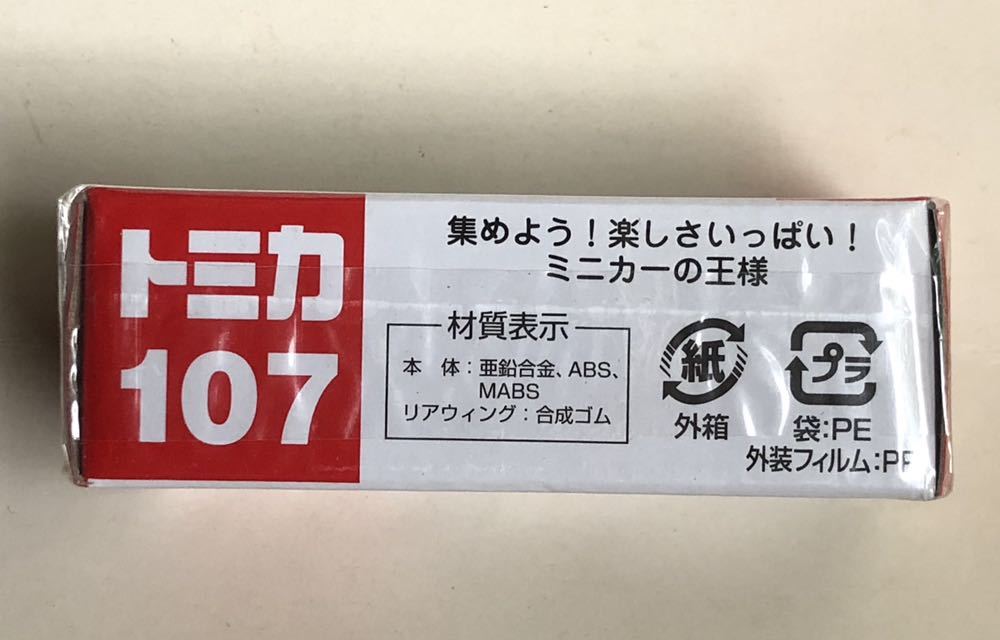 トミカ
107
集めよう!楽しさいっぱい!
ミニカーの王様
材質表示
本 体:亜鉛合金、ABS、
MABS
リアウィング:合成ゴム
紙
外箱
プラ
袋:PE
外装フィルム:PP